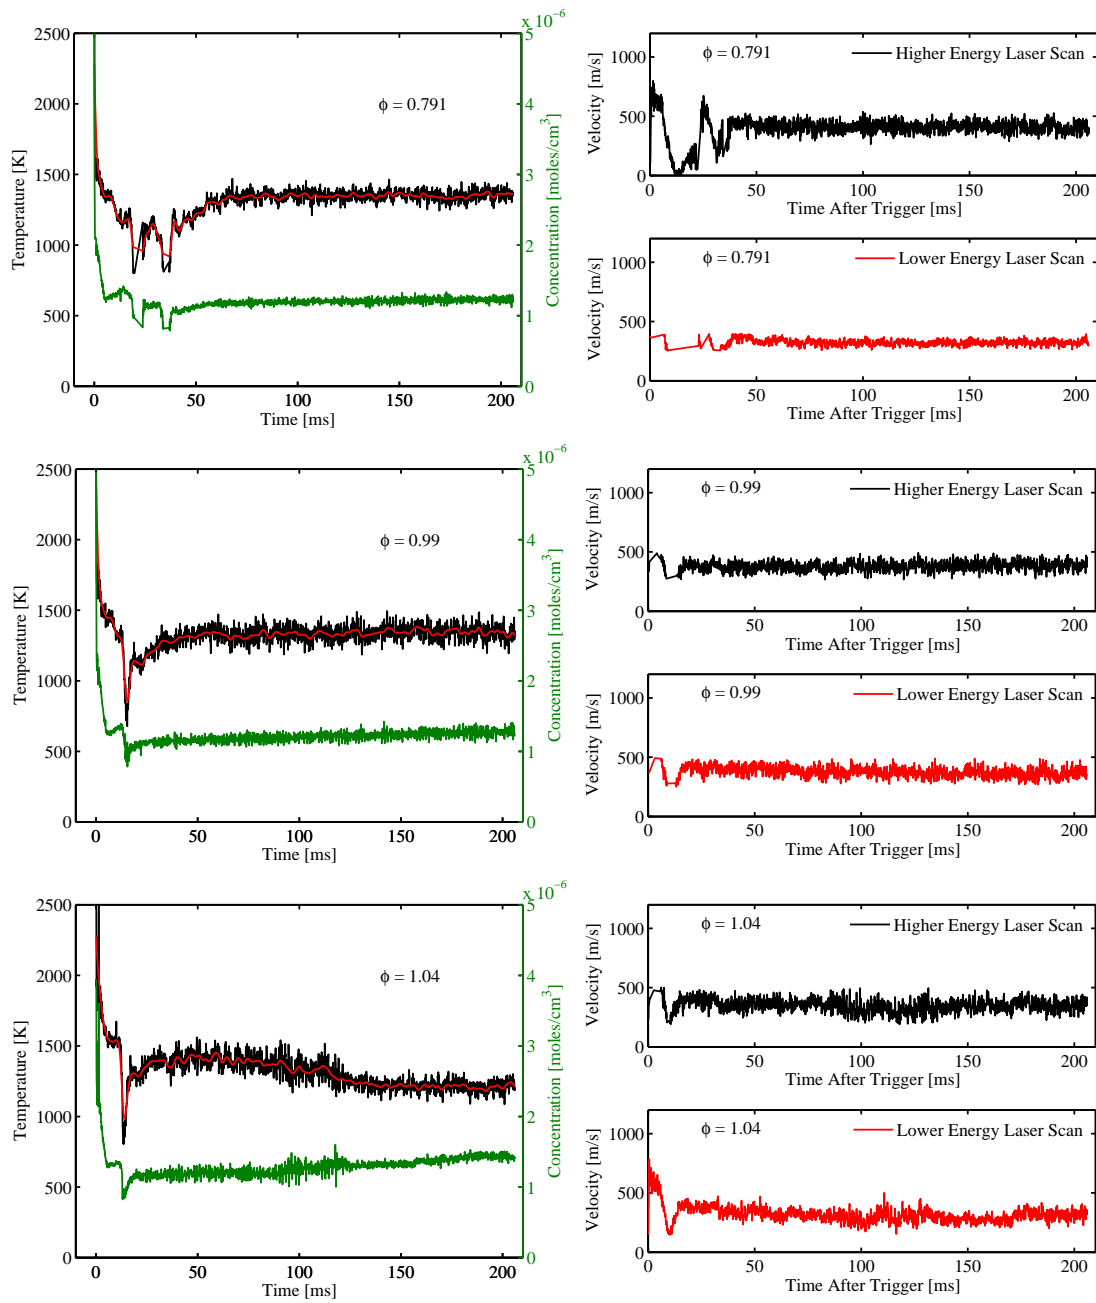 x 10⁻⁶
2500
2000
1500
1000
500
0
5
4
3
2
1
0
φ = 0.791
Temperature [K]
Concentration [moles/cm³]
0 50 100 150 200
Time [ms]
1000
500
0
φ = 0.791
Higher Energy Laser Scan
Velocity [m/s]
0 50 100 150 200
Time After Trigger [ms]
1000
500
0
φ = 0.791
Lower Energy Laser Scan
Velocity [m/s]
0 50 100 150 200
Time After Trigger [ms]
x 10⁻⁶
2500
2000
1500
1000
500
0
5
4
3
2
1
0
φ = 0.99
Temperature [K]
Concentration [moles/cm³]
0 50 100 150 200
Time [ms]
1000
500
0
φ = 0.99
Higher Energy Laser Scan
Velocity [m/s]
0 50 100 150 200
Time After Trigger [ms]
1000
500
0
φ = 0.99
Lower Energy Laser Scan
Velocity [m/s]
0 50 100 150 200
Time After Trigger [ms]
x 10⁻⁶
2500
2000
1500
1000
500
0
5
4
3
2
1
0
φ = 1.04
Temperature [K]
Concentration [moles/cm³]
0 50 100 150 200
Time [ms]
1000
500
0
φ = 1.04
Higher Energy Laser Scan
Velocity [m/s]
0 50 100 150 200
Time After Trigger [ms]
1000
500
0
φ = 1.04
Lower Energy Laser Scan
Velocity [m/s]
0 50 100 150 200
Time After Trigger [ms]